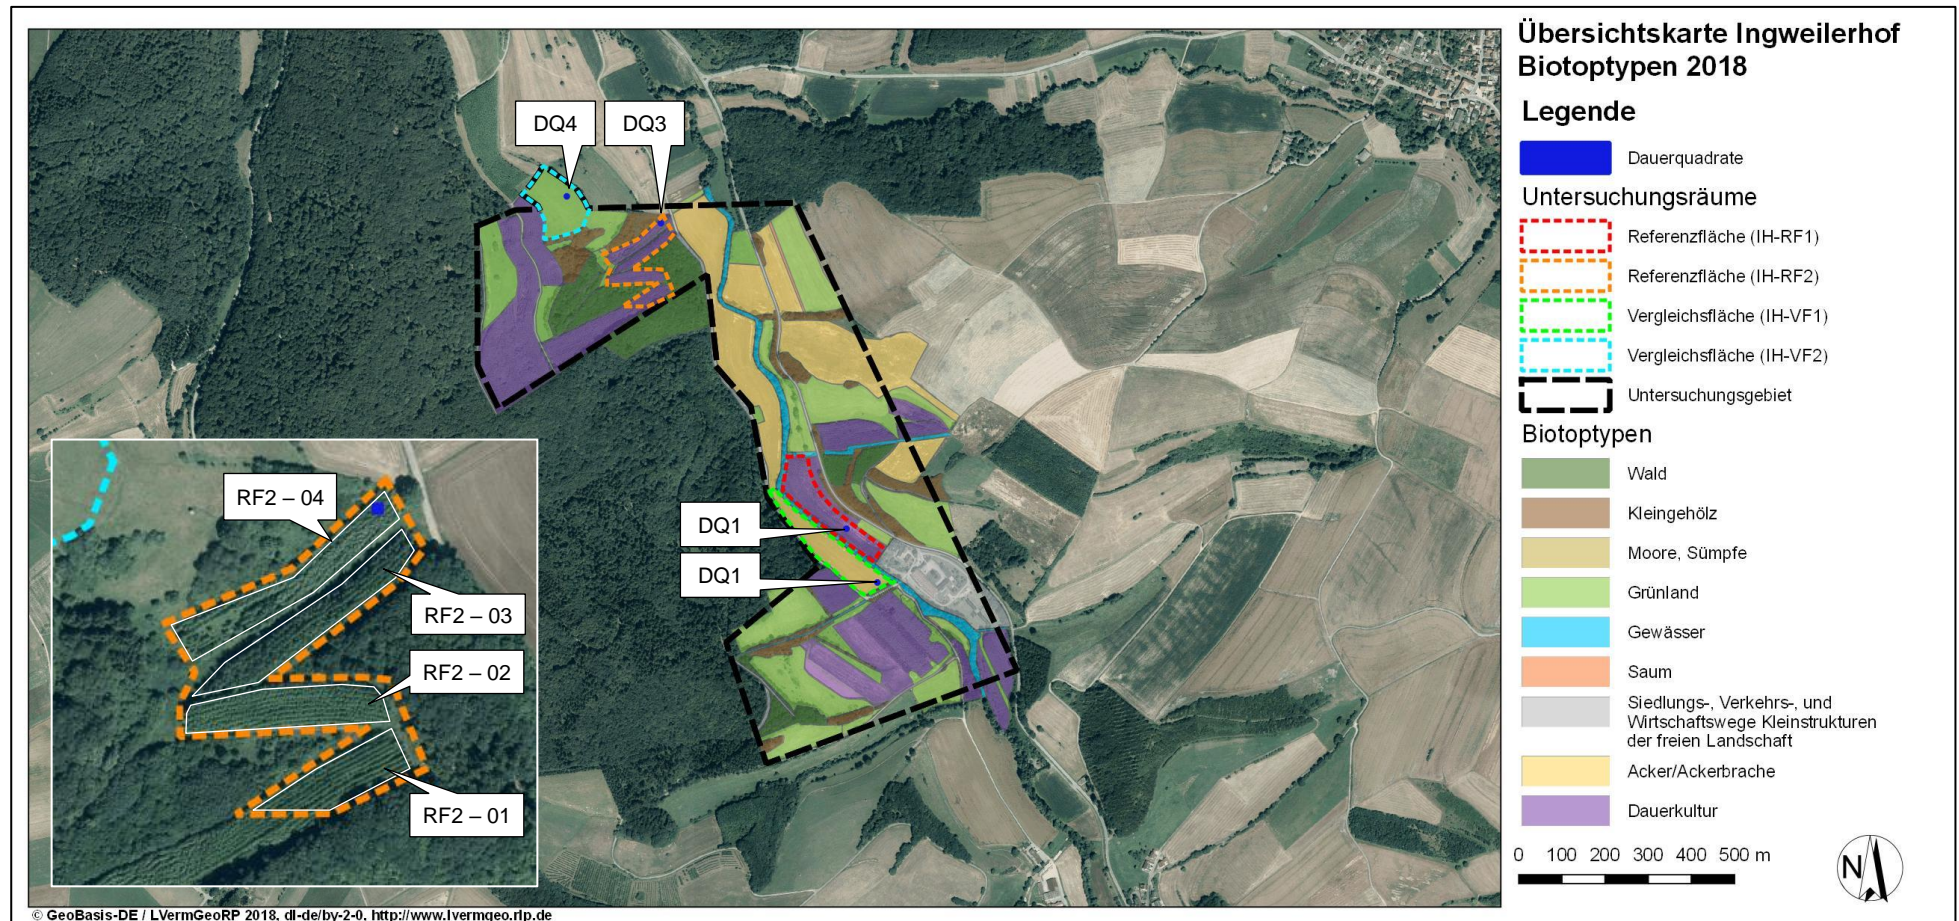 Übersichtskarte Ingweilerhof
Biotoptypen 2018
Legende
Dauerquadrate
Untersuchungsräume
Referenzfläche (IH-RF1)
Referenzfläche (IH-RF2)
Vergleichsfläche (IH-VF1)
Vergleichsfläche (IH-VF2)
Untersuchungsgebiet
Biotoptypen
Wald
Kleingehölz
Moore, Sümpfe
Grünland
Gewässer
Saum
Siedlungs-, Verkehrs-, und
Wirtschaftswege Kleinstrukturen
der freien Landschaft
Acker/Ackerbrache
Dauerkultur
0 100 200 300 400 500 m
N
DQ4
DQ3
DQ1
DQ1
RF2 – 04
RF2 – 03
RF2 – 02
RF2 – 01
© GeoBasis-DE / LVermGeoRP 2018, dl-de/by-2-0, http://www.lvermgeo.rlp.de